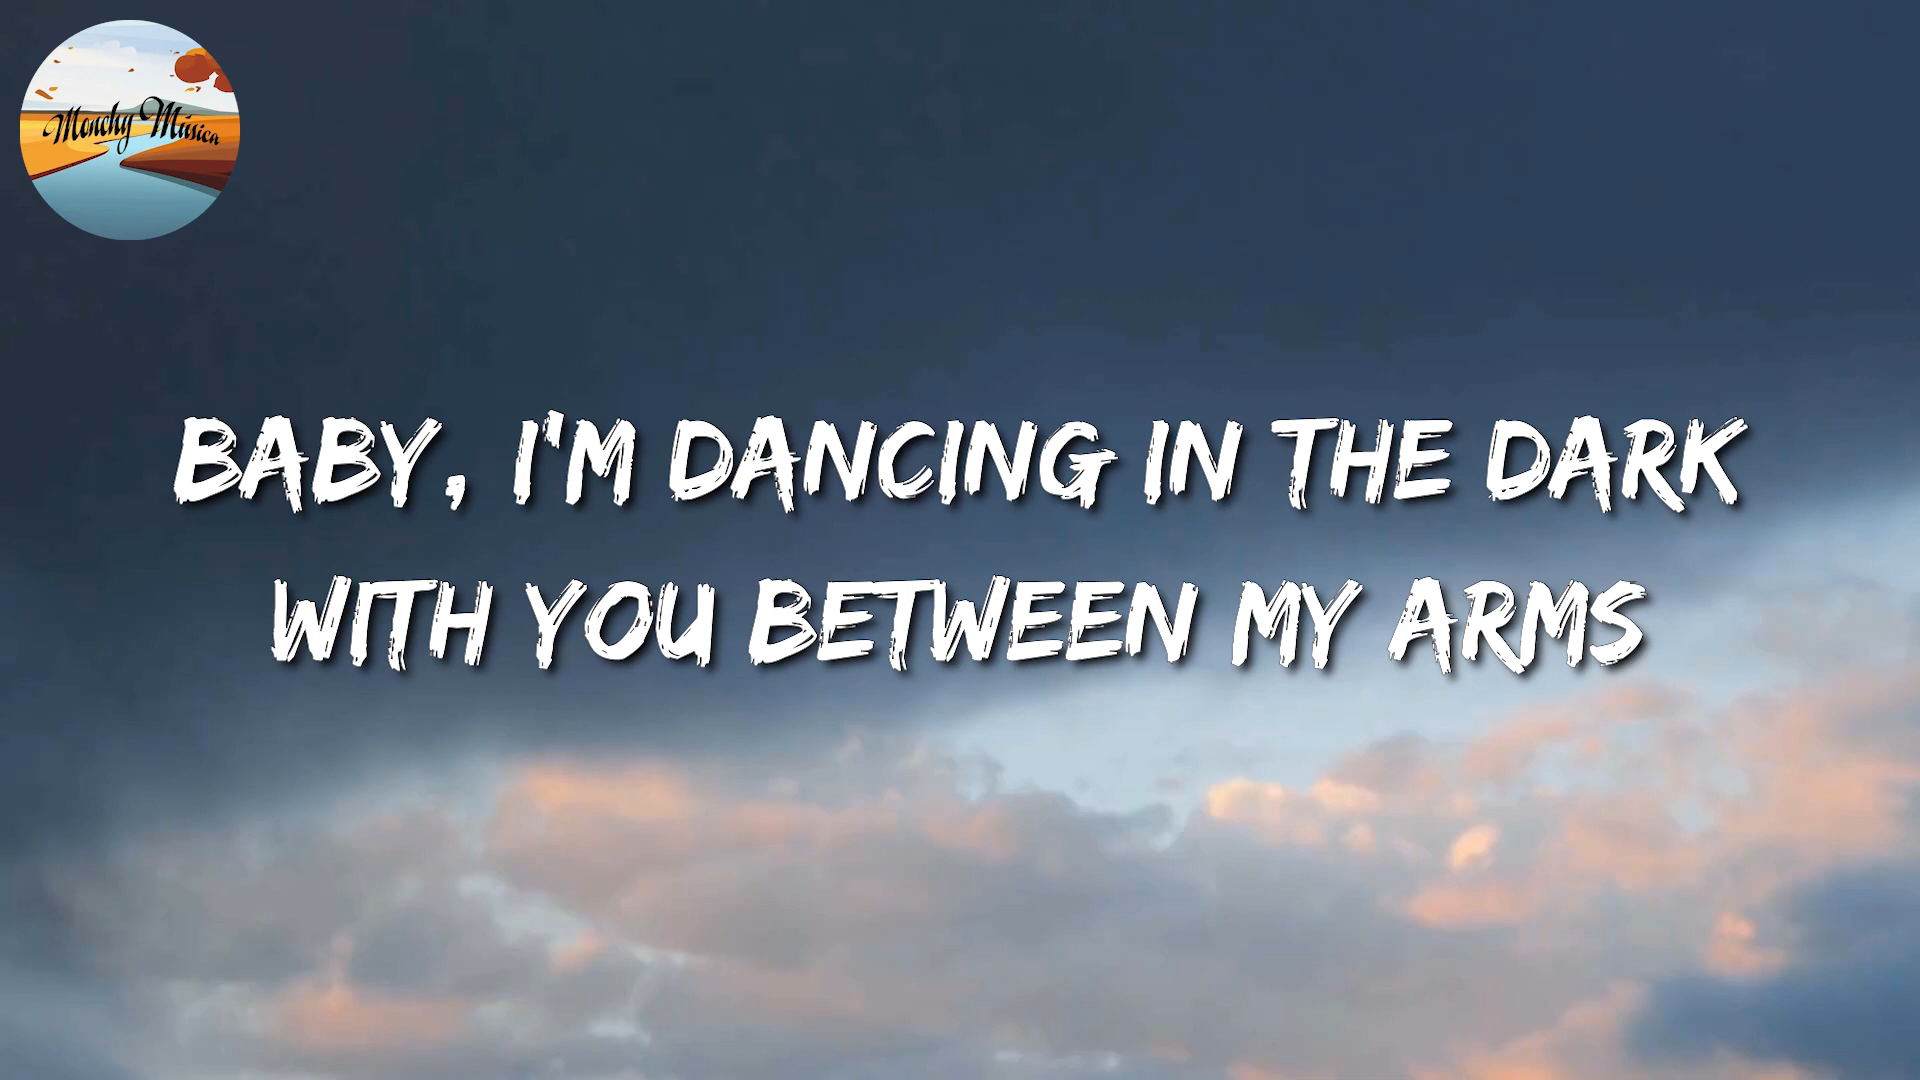 Monchy Música
BABY, I'M DANCING IN THE DARK
WITH YOU BETWEEN MY ARMS